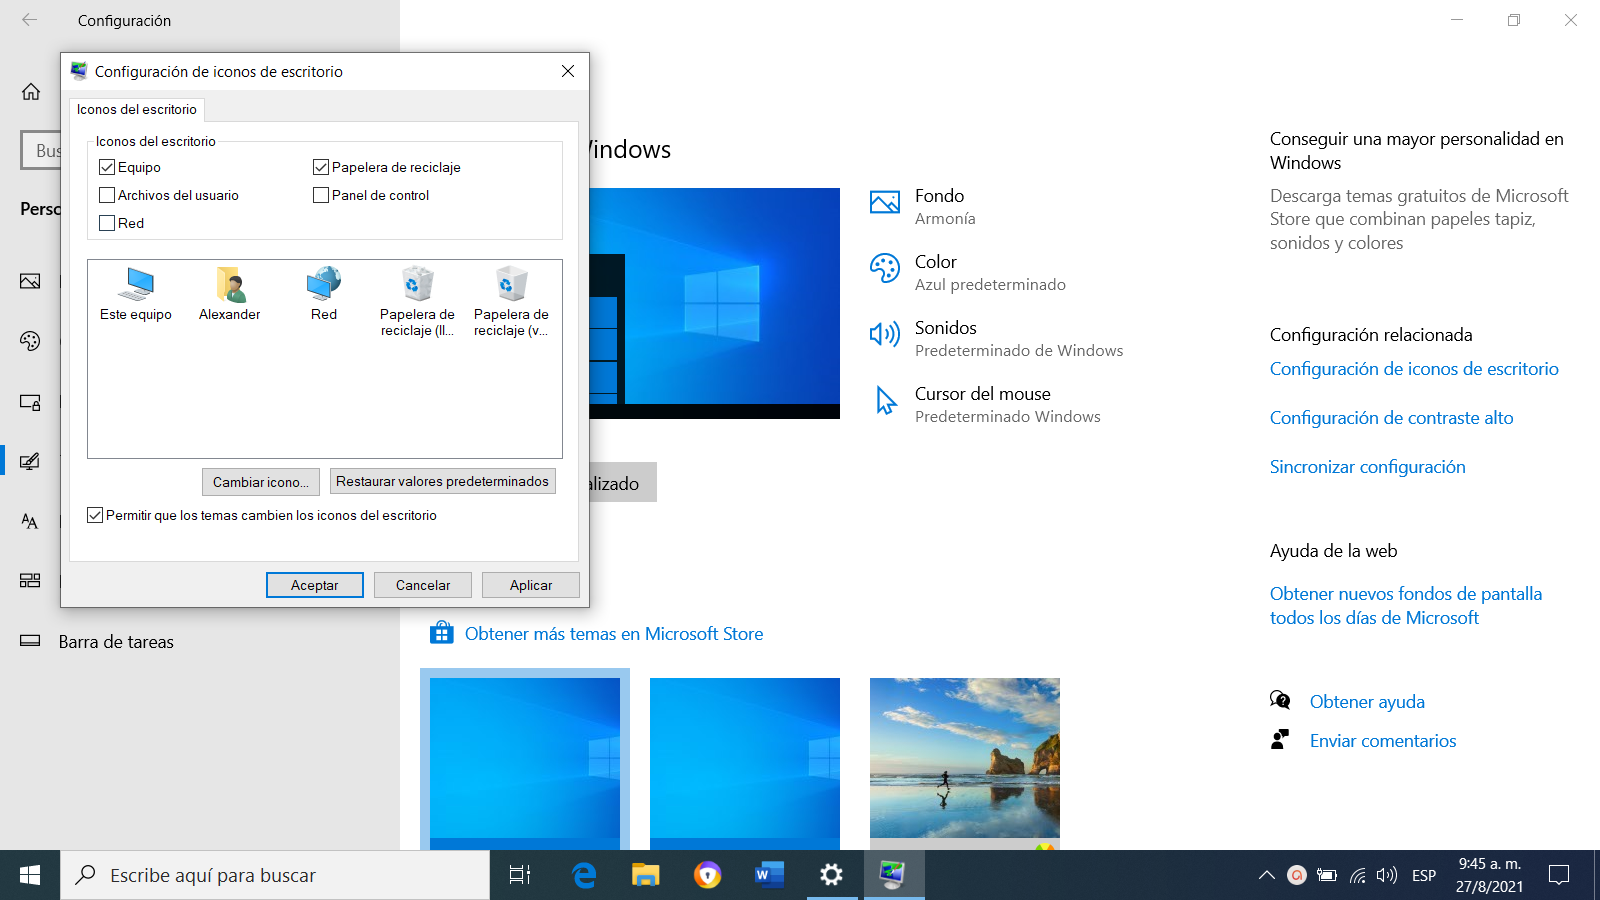 Configuración
Configuración de iconos de escritorio
Iconos del escritorio
Iconos del escritorio
Equipo
Papelera de reciclaje
Archivos del usuario
Panel de control
Red
Este equipo
Alexander
Red
Papelera de
reciclaje (ll...
Papelera de
reciclaje (v...
Cambiar icono...
Restaurar valores predeterminados
Permitir que los temas cambien los iconos del escritorio
Aceptar
Cancelar
Aplicar
Barra de tareas
Windows
Fondo
Armonía
Color
Azul predeterminado
Sonidos
Predeterminado de Windows
Cursor del mouse
Predeterminado Windows
Obtener más temas en Microsoft Store
Conseguir una mayor personalidad en
Windows
Descarga temas gratuitos de Microsoft
Store que combinan papeles tapiz,
sonidos y colores
Configuración relacionada
Configuración de iconos de escritorio
Configuración de contraste alto
Sincronizar configuración
Ayuda de la web
Obtener nuevos fondos de pantalla
todos los días de Microsoft
Obtener ayuda
Enviar comentarios
Escribe aquí para buscar
ESP
9:45 a. m.
27/8/2021